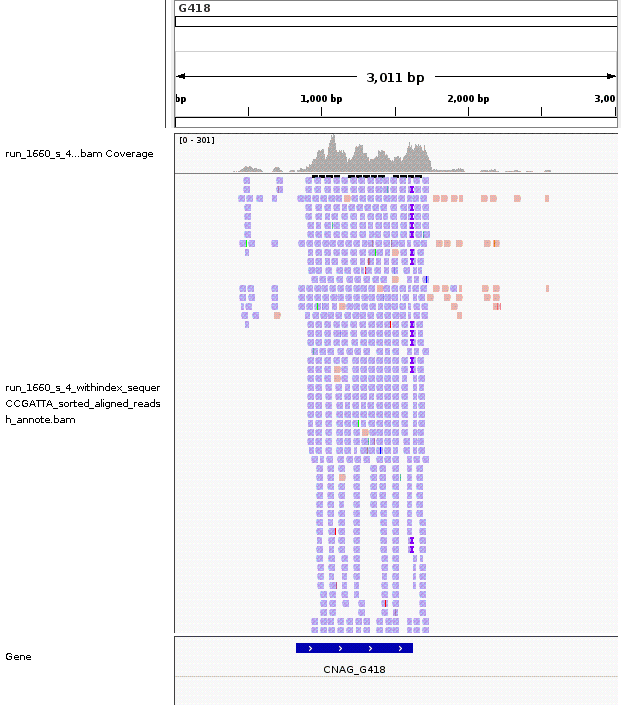 G418
3,011 bp
bp
1,000 bp
2,000 bp
3,00
[0 - 301]
run_1660_s_4...bam Coverage
run_1660_s_4_withindex_sequer
CCGATTA_sorted_aligned_reads
h_annote.bam
Gene
CNAG_G418